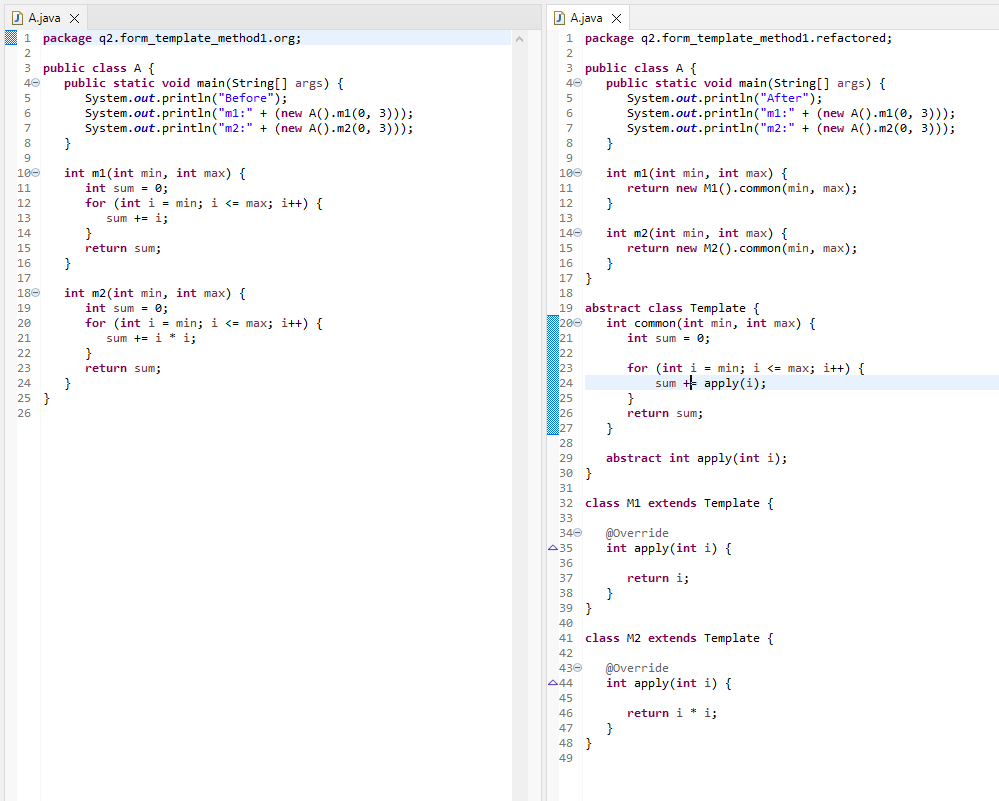 A.java
1 package q2.form_template_method1.org;
2
3 public class A {
4 public static void main(String[] args) {
5 System.out.println("Before");
6 System.out.println("m1:" + (new A().m1(0, 3)));
7 System.out.println("m2:" + (new A().m2(0, 3)));
8 }
9
10 int m1(int min, int max) {
11 int sum = 0;
12 for (int i = min; i <= max; i++) {
13 sum += i;
14 }
15 return sum;
16 }
17
18 int m2(int min, int max) {
19 int sum = 0;
20 for (int i = min; i <= max; i++) {
21 sum += i * i;
22 }
23 return sum;
24 }
25 }
26
A.java
1 package q2.form_template_method1.refactored;
2
3 public class A {
4 public static void main(String[] args) {
5 System.out.println("After");
6 System.out.println("m1:" + (new A().m1(0, 3)));
7 System.out.println("m2:" + (new A().m2(0, 3)));
8 }
9
10 int m1(int min, int max) {
11 return new M1().common(min, max);
12 }
13
14 int m2(int min, int max) {
15 return new M2().common(min, max);
16 }
17 }
18
19 abstract class Template {
20 int common(int min, int max) {
21 int sum = 0;
22
23 for (int i = min; i <= max; i++) {
24 sum += apply(i);
25 }
26 return sum;
27 }
28
29 abstract int apply(int i);
30 }
31
32 class M1 extends Template {
33
34 @Override
35 int apply(int i) {
36
37 return i;
38 }
39 }
40
41 class M2 extends Template {
42
43 @Override
44 int apply(int i) {
45
46 return i * i;
47 }
48 }
49